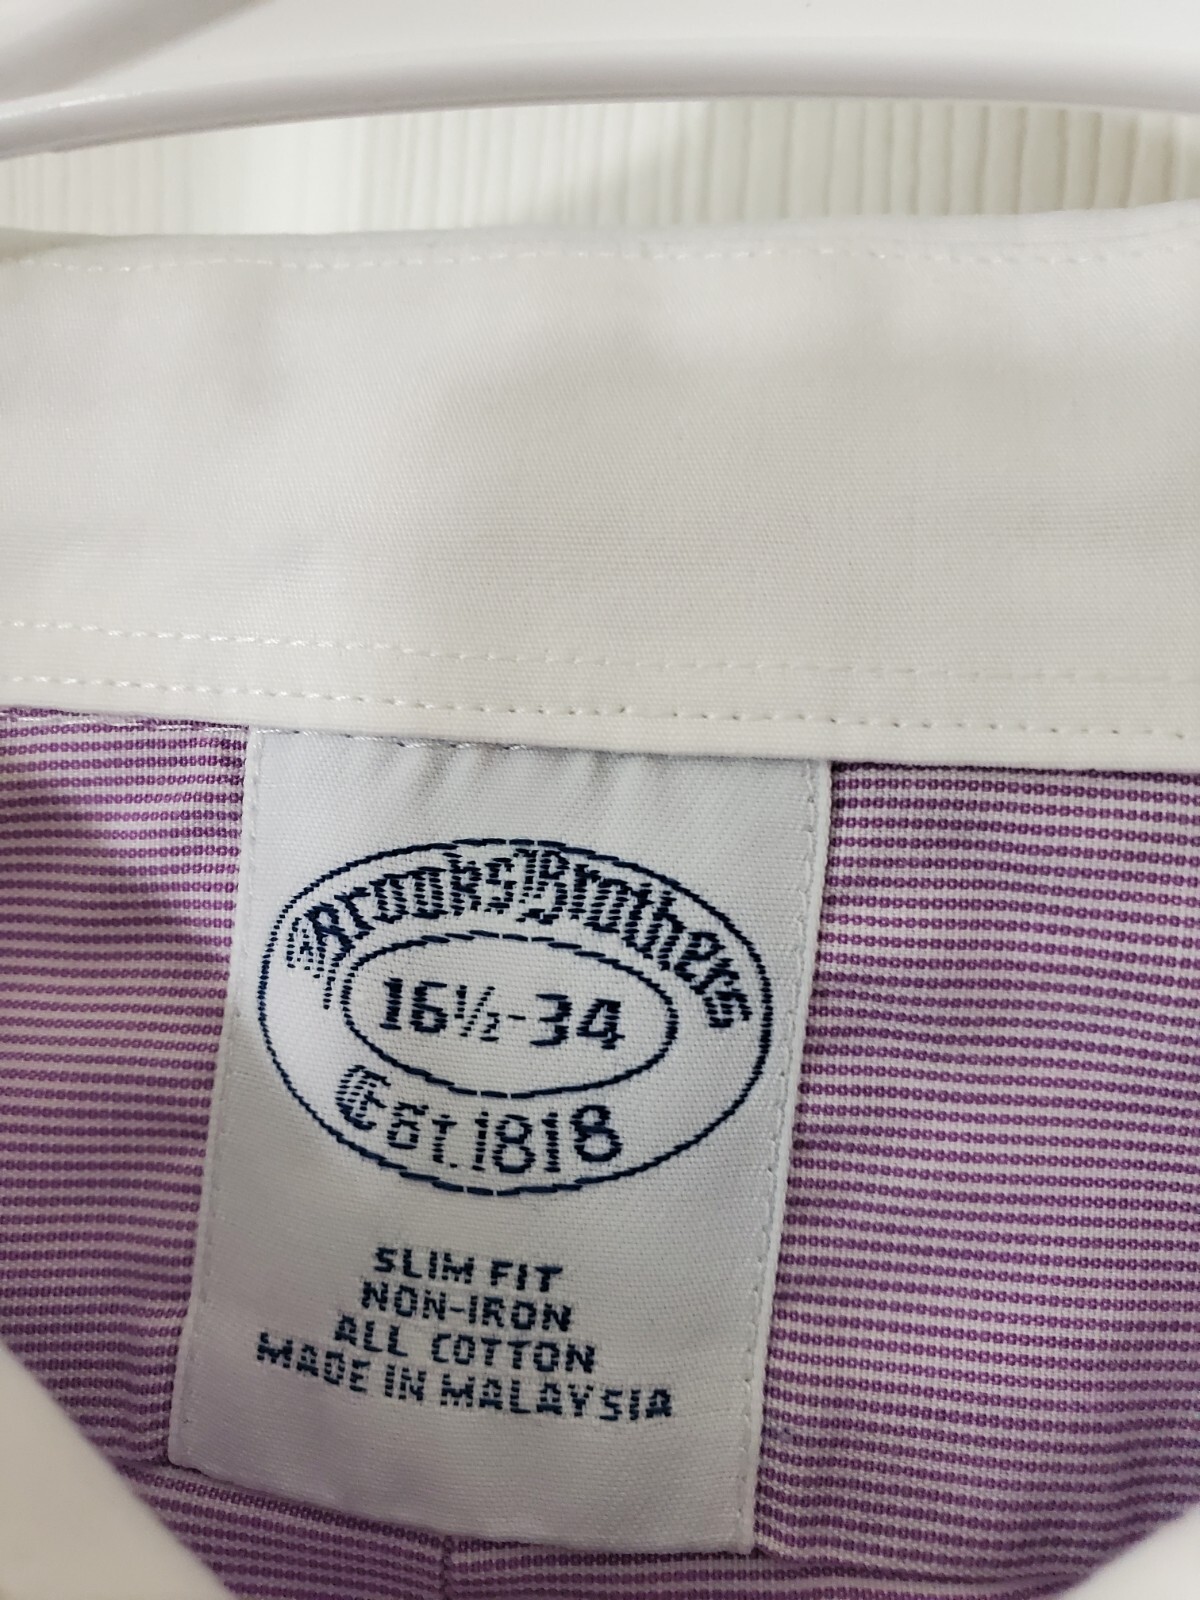 Brooks Brothers
16½-34
Est. 1818
SLIM FIT
NON-IRON
ALL COTTON
MADE IN MALAYSIA